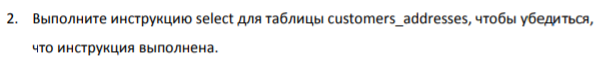 2. Выполните инструкцию select для таблицы customers_addresses, чтобы убедиться,
что инструкция выполнена.